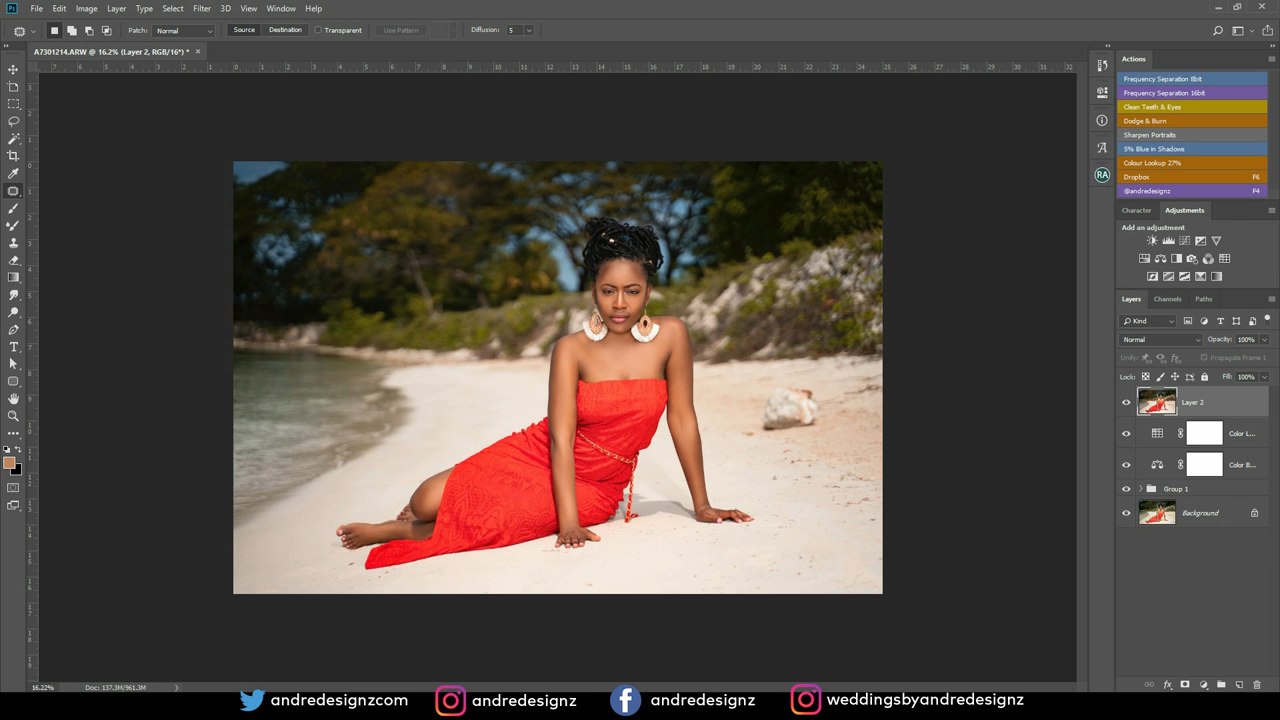 Ps File Edit Image Layer Type Select Filter 3D View Window Help
Patch: Normal Source Destination Transparent Use Pattern Diffusion: 5
A7301214.ARW @ 16.2% (Layer 2, RGB/16*) * ×
Actions
Frequency Separation 8bit
Frequency Separation 16bit
Clean Teeth & Eyes
Dodge & Burn
Sharpen Portraits
5% Blue in Shadows
Colour Lookup 27%
Dropbox F6
@andredesignz F4
RA
Character Adjustments
Add an adjustment
Layers Channels Paths
Kind
Normal Opacity: 100%
Unify: Propagate Frame 1
Lock: Fill: 100%
Layer 2
Color L...
Color B...
Group 1
Background
16.22% Doc: 137.3M/961.3M
andredesignzcom andredesignz andredesignz weddingsbyandredesignz